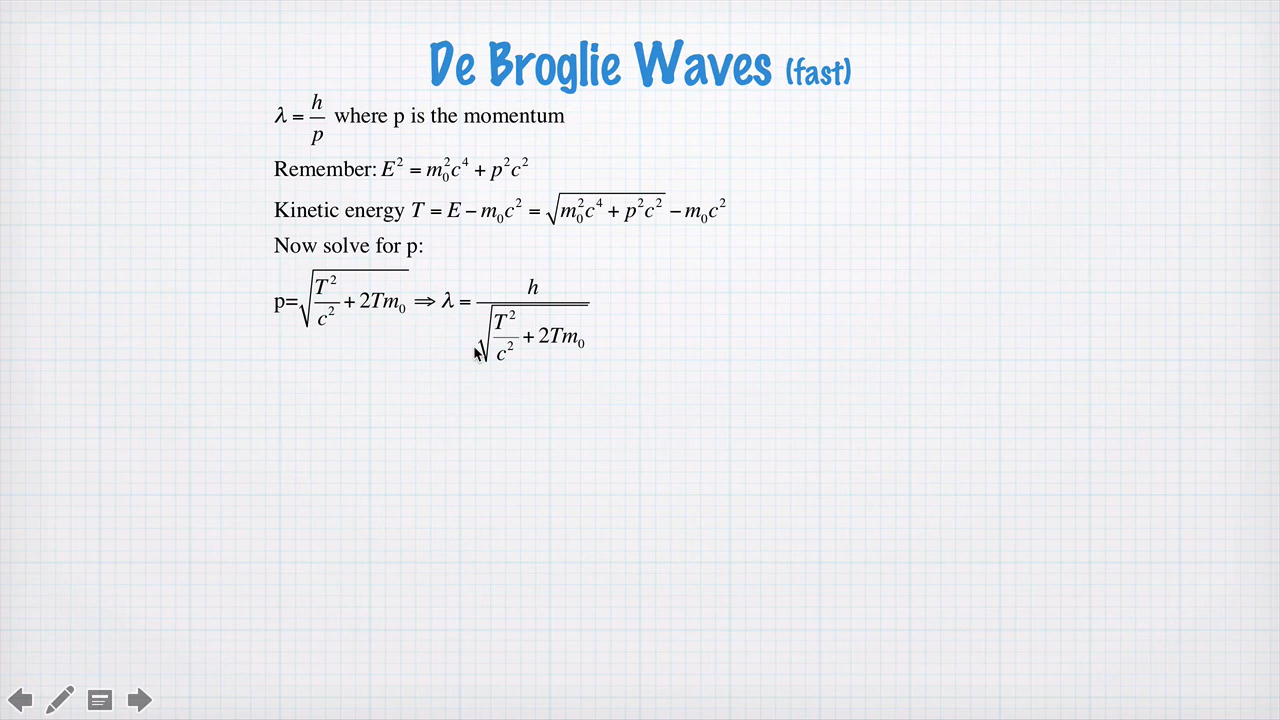 De Broglie Waves (fast)
λ = h/p where p is the momentum
Remember: E² = m₀²c⁴ + p²c²
Kinetic energy T = E − m₀c² = √(m₀²c⁴ + p²c²) − m₀c²
Now solve for p:
p=√(T²/c² + 2Tm₀) ⇒ λ = h/√(T²/c² + 2Tm₀)